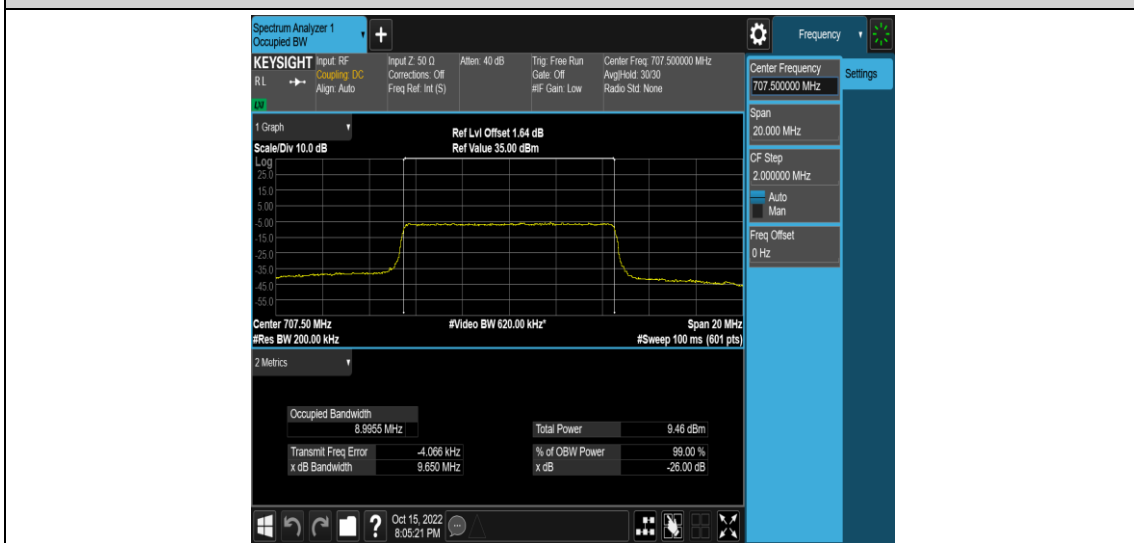 Spectrum Analyzer 1
Occupied BW
Frequency
KEYSIGHT
RL
Input: RF
Coupling: DC
Align: Auto
Input Z: 50 Ω
Corrections: Off
Freq Ref: Int (S)
Atten: 40 dB
Trig: Free Run
Gate: Off
#IF Gain: Low
Center Freq: 707.500000 MHz
Avg|Hold: 30/30
Radio Std: None
Center Frequency
707.500000 MHz
Settings
Span
20.000 MHz
CF Step
2.000000 MHz
Auto
Man
Freq Offset
0 Hz
1 Graph
Ref Lvl Offset 1.64 dB
Scale/Div 10.0 dB
Ref Value 35.00 dBm
Log
25.0
15.0
5.00
-5.00
-15.0
-25.0
-35.0
-45.0
-55.0
Center 707.50 MHz
#Video BW 620.00 kHz*
Span 20 MHz
#Res BW 200.00 kHz
#Sweep 100 ms (601 pts)
2 Metrics
Occupied Bandwidth
8.9955 MHz
Total Power
9.46 dBm
Transmit Freq Error
-4.066 kHz
% of OBW Power
99.00 %
x dB Bandwidth
9.650 MHz
x dB
-26.00 dB
?
Oct 15, 2022
8:05:21 PM